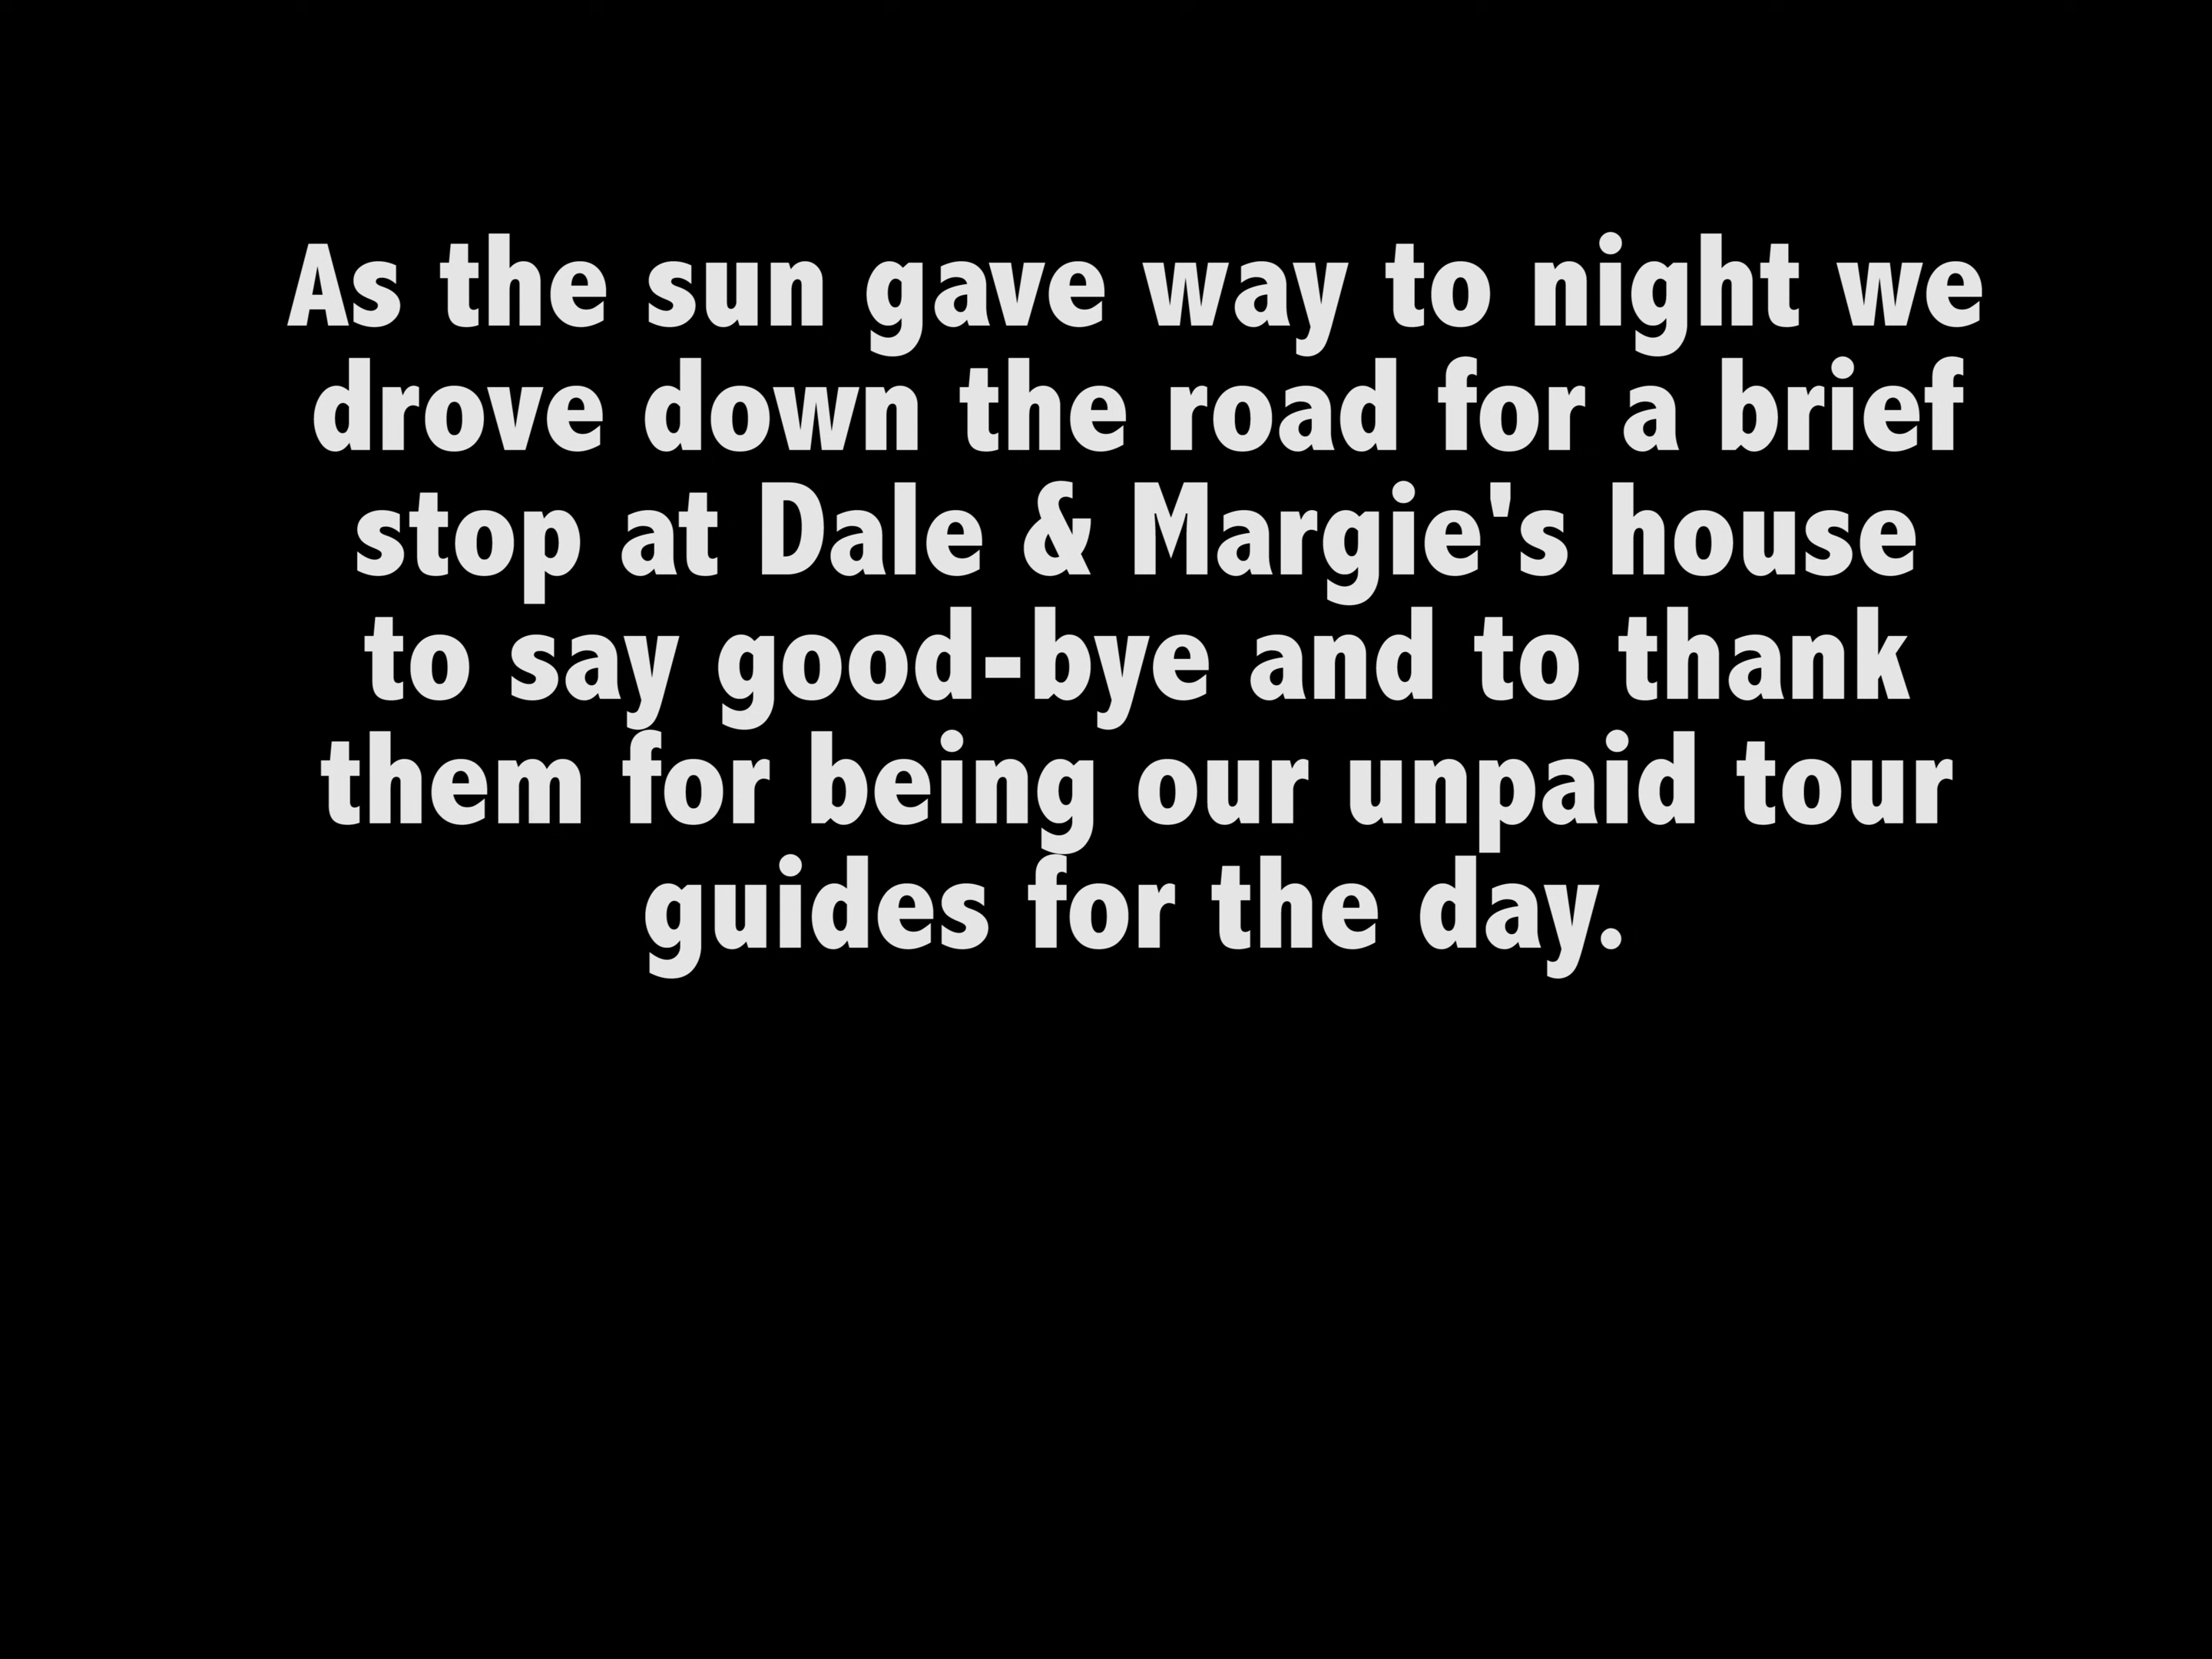 As the sun gave way to night we
drove down the road for a brief
stop at Dale & Margie's house
to say good-bye and to thank
them for being our unpaid tour
guides for the day.